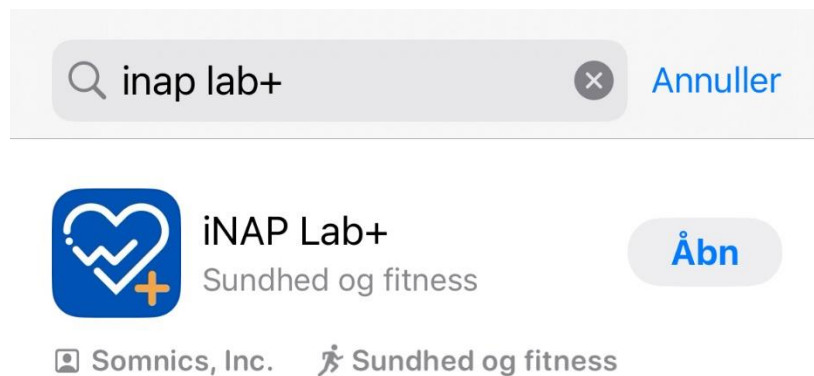 inap lab+ Annuller
iNAP Lab+
Åbn
Sundhed og fitness
Somnics, Inc. Sundhed og fitness